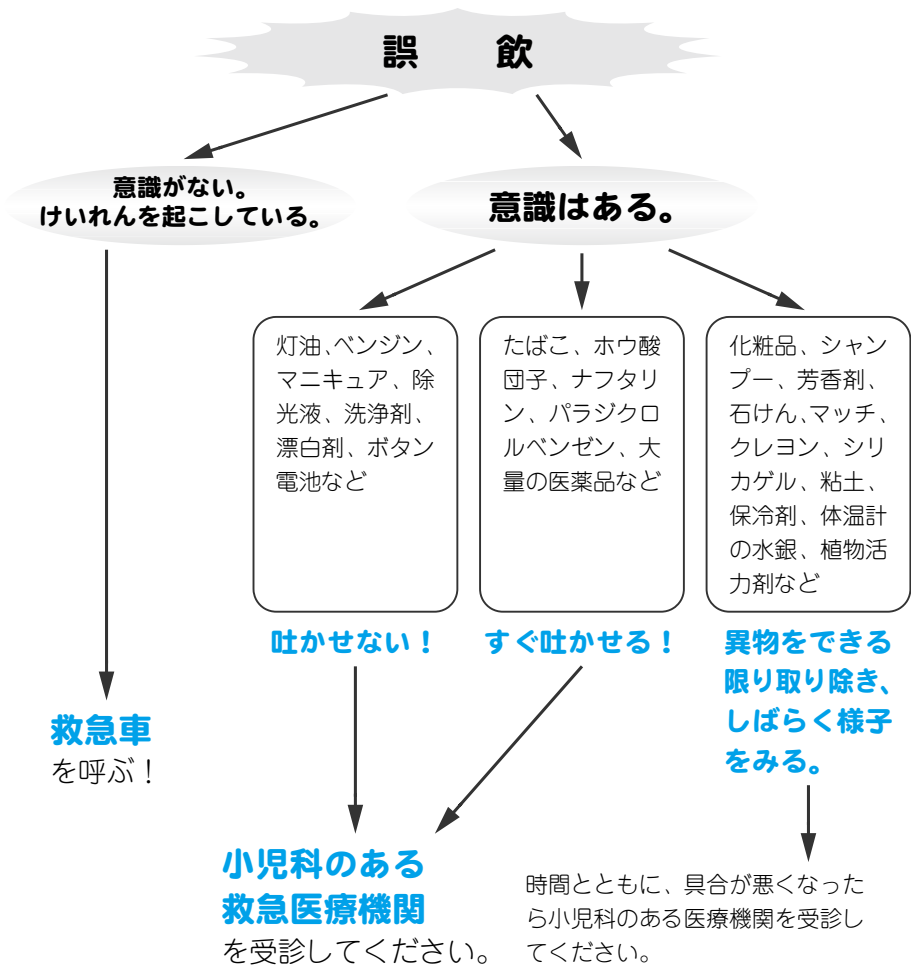 誤 飲
意識がない。
けいれんを起こしている。
意識はある。
灯油、ベンジン、
マニキュア、除
光液、洗浄剤、
漂白剤、ボタン
電池など
たばこ、ホウ酸
団子、ナフタリ
ン、パラジクロ
ルベンゼン、大
量の医薬品など
化粧品、シャン
プー、芳香剤、
石けん、マッチ、
クレヨン、シリ
カゲル、粘土、
保冷剤、体温計
の水銀、植物活
力剤など
吐かせない！
すぐ吐かせる！
異物をできる
限り取り除き、
しばらく様子
をみる。
救急車
を呼ぶ！
小児科のある
救急医療機関
を受診してください。
時間とともに、具合が悪くなった
ら小児科のある医療機関を受診し
てください。